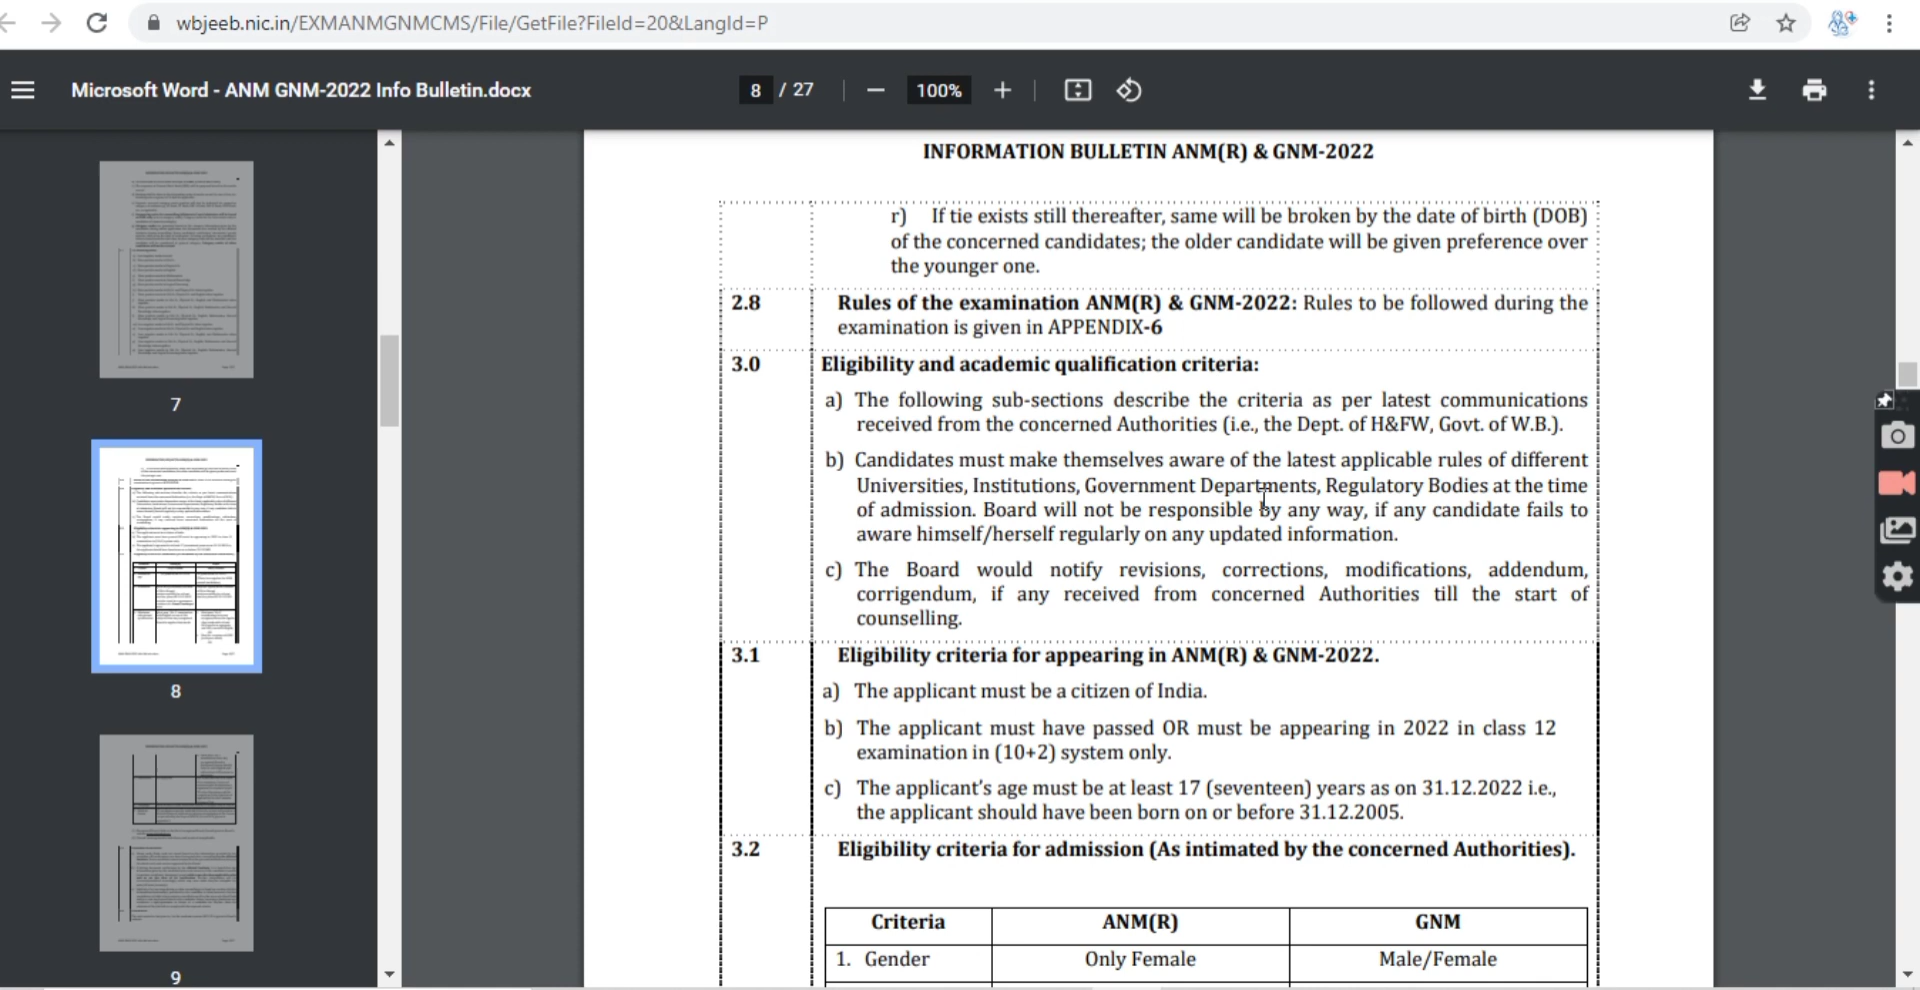 wbjeeb.nic.in/EXMANMGNMCMS/File/GetFile?FileId=20&LangId=P
Microsoft Word - ANM GNM-2022 Info Bulletin.docx
8 / 27
100%
7
8
9
INFORMATION BULLETIN ANM(R) & GNM-2022
r) If tie exists still thereafter, same will be broken by the date of birth (DOB)
of the concerned candidates; the older candidate will be given preference over
the younger one.
2.8 Rules of the examination ANM(R) & GNM-2022: Rules to be followed during the
examination is given in APPENDIX-6
3.0 Eligibility and academic qualification criteria:
a) The following sub-sections describe the criteria as per latest communications
received from the concerned Authorities (i.e., the Dept. of H&FW, Govt. of W.B.).
b) Candidates must make themselves aware of the latest applicable rules of different
Universities, Institutions, Government Departments, Regulatory Bodies at the time
of admission. Board will not be responsible by any way, if any candidate fails to
aware himself/herself regularly on any updated information.
c) The Board would notify revisions, corrections, modifications, addendum,
corrigendum, if any received from concerned Authorities till the start of
counselling.
3.1 Eligibility criteria for appearing in ANM(R) & GNM-2022.
a) The applicant must be a citizen of India.
b) The applicant must have passed OR must be appearing in 2022 in class 12
examination in (10+2) system only.
c) The applicant's age must be at least 17 (seventeen) years as on 31.12.2022 i.e.,
the applicant should have been born on or before 31.12.2005.
3.2 Eligibility criteria for admission (As intimated by the concerned Authorities).
Criteria ANM(R) GNM
1. Gender Only Female Male/Female